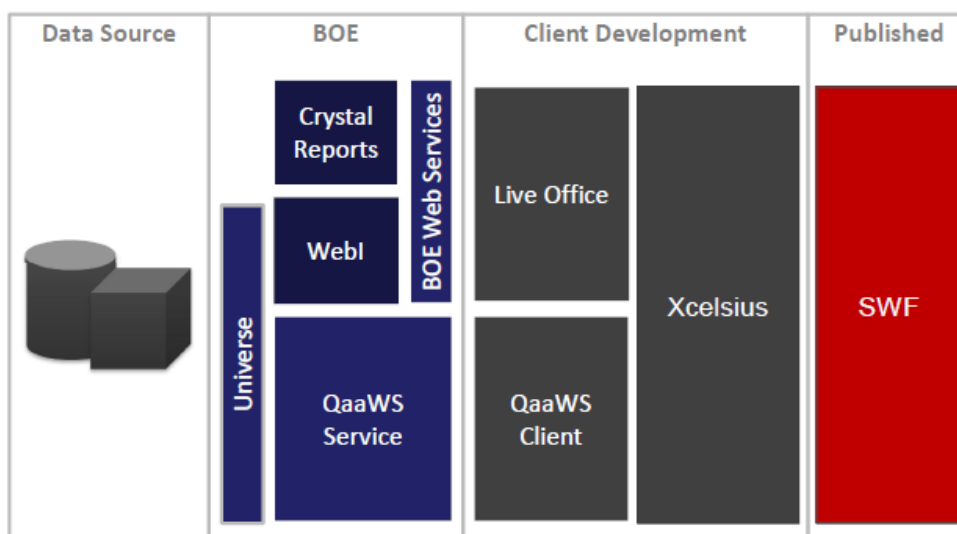 Data Source
BOE
Client Development
Published
Crystal
Reports
BOE Web Services
WebI
Universe
QaaWS
Service
Live Office
QaaWS
Client
Xcelsius
SWF